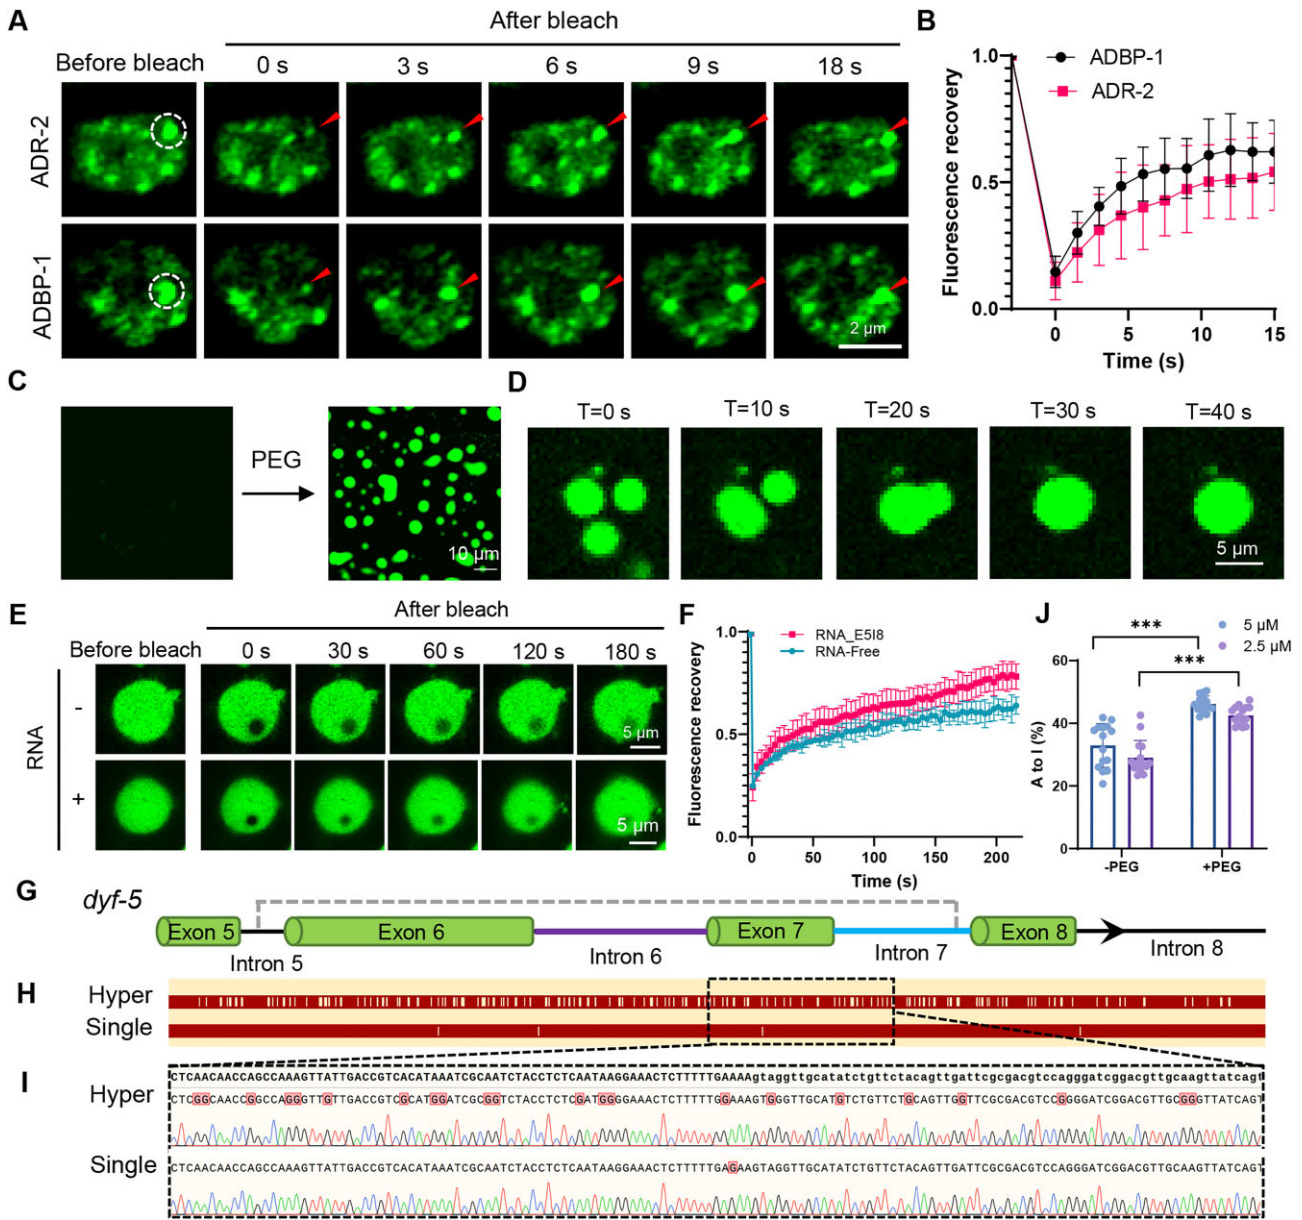 A
After bleach
Before bleach 0 s 3 s 6 s 9 s 18 s
ADR-2
ADBP-1
2 μm
B
Fluorescence recovery
1.0
0.5
0.0
ADBP-1
ADR-2
0 5 10 15
Time (s)
C
PEG
10 μm
D
T=0 s T=10 s T=20 s T=30 s T=40 s
5 μm
E
After bleach
Before bleach 0 s 30 s 60 s 120 s 180 s
RNA
-
+
5 μm
5 μm
F
Fluorescence recovery
1.0
0.5
0.0
RNA_E5I8
RNA-Free
0 50 100 150 200
Time (s)
J
5 μM
2.5 μM
***
***
A to I (%)
60
40
20
0
-PEG +PEG
G
dyf-5
Exon 5 Exon 6 Exon 7 Exon 8
Intron 5 Intron 6 Intron 7 Intron 8
H
Hyper
Single
I
CTCAACAACCAGCCAAAGTTATTGACCGTCACATAAATCGCAATCTACCTCTCAATAAGGAAACTCTTTTTGAAAAgtaggttgcatatctgttctacagttgattcgcgacgtccagggatcggacgttgcaagttatcagt
Hyper
CTCGGCAACCGGCCAGGGTTGTTGACCGTCGCATGGATCGCGGTCTACCTCTCGATGGGGAAACTCTTTTTGGAAAGTGGGTTGCATGTCTGTTCTGCAGTTGGTTCGCGACGTCCGGGGATCGGACGTTGCGGGTTATCAGT
Single
CTCAACAACCAGCCAAAGTTATTGACCGTCACATAAATCGCAATCTACCTCTCAATAAGGAAACTCTTTTTGAGAAGTAGGTTGCATATCTGTTCTACAGTTGATTCGCGACGTCCAGGGATCGGACGTTGCAAGTTATCAGT